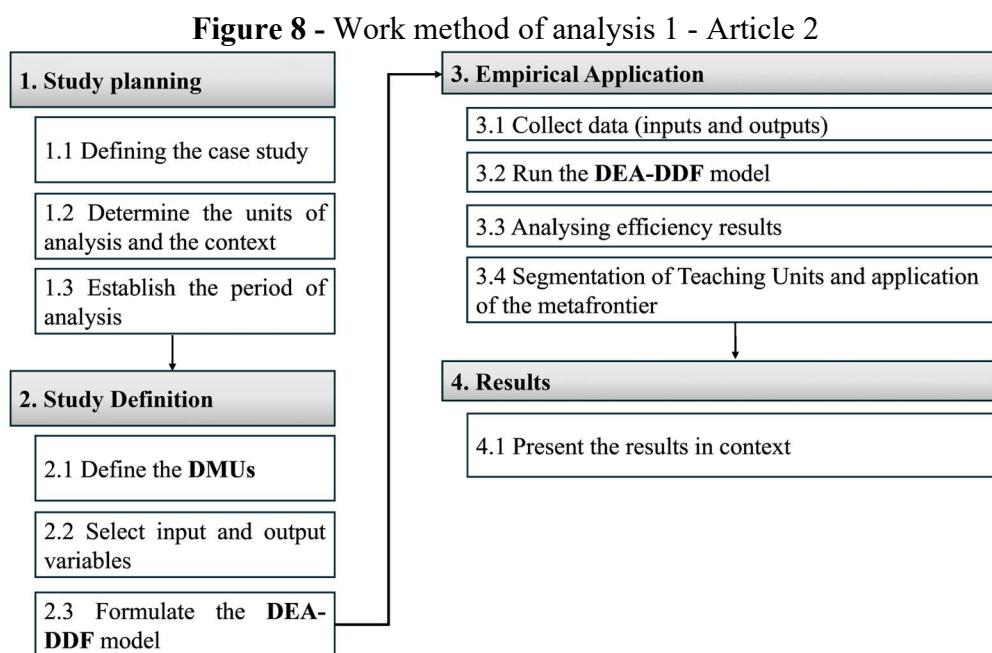 Figure 8 - Work method of analysis 1 - Article 2
1. Study planning
1.1 Defining the case study
1.2 Determine the units of
analysis and the context
1.3 Establish the period of
analysis
2. Study Definition
2.1 Define the DMUs
2.2 Select input and output
variables
2.3 Formulate the DEA-
DDF model
3. Empirical Application
3.1 Collect data (inputs and outputs)
3.2 Run the DEA-DDF model
3.3 Analysing efficiency results
3.4 Segmentation of Teaching Units and application
of the metafrontier
4. Results
4.1 Present the results in context